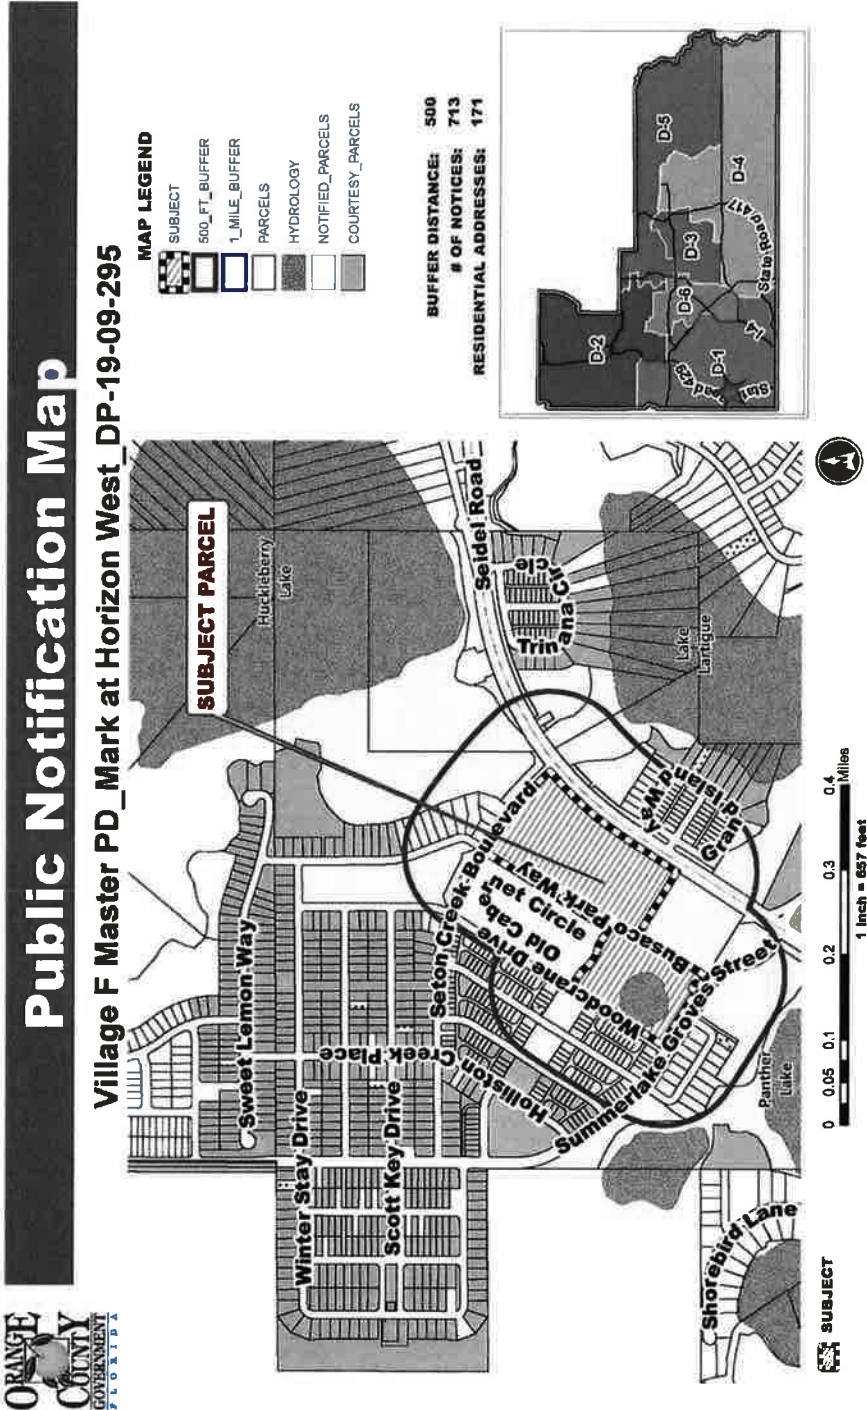 ORANGE
COUNTY
GOVERNMENT
FLORIDA
Public Notification Map
Village F Master PD_Mark at Horizon West_DP-19-09-295
MAP LEGEND
SUBJECT
500_FT_BUFFER
1_MILE_BUFFER
PARCELS
HYDROLOGY
NOTIFIED_PARCELS
COURTESY_PARCELS
BUFFER DISTANCE: 500
# OF NOTICES: 713
RESIDENTIAL ADDRESSES: 171
D-2
D-5
D-3
D-6
D-4
D-1
State Road 417
I-4
SUBJECT PARCEL
Huckleberry
Lake
Sweet Lemon Way
Winter Stay Drive
Scott Key Drive
Creek Place
Holliston
Seton Creek Boulevard
Seidel Road
Trinana Circle
Lake
Lartigue
Old Cabernet Circle
Woodcrane Drive
Busaco Park Way
Grand Island Way
Summerlake Groves Street
Panther
Lake
Shorebird Lane
SUBJECT
0 0.05 0.1 0.2 0.3 0.4
Miles
1 inch = 657 feet